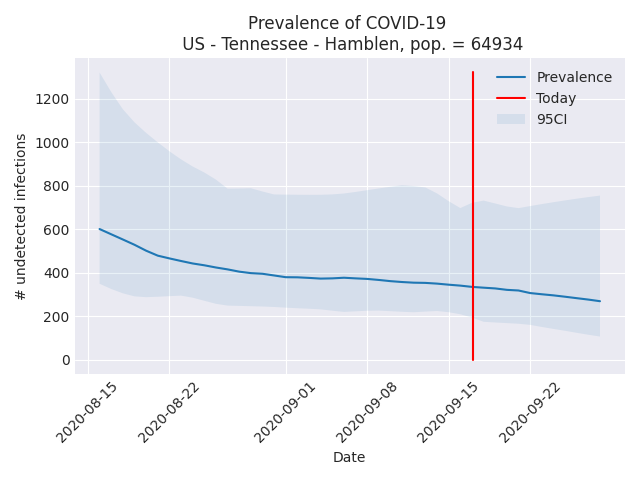 Prevalence of COVID-19
US - Tennessee - Hamblen, pop. = 64934
Prevalence
Today
95CI
# undetected infections
1200
1000
800
600
400
200
0
2020-08-15
2020-08-22
2020-09-01
2020-09-08
2020-09-15
2020-09-22
Date